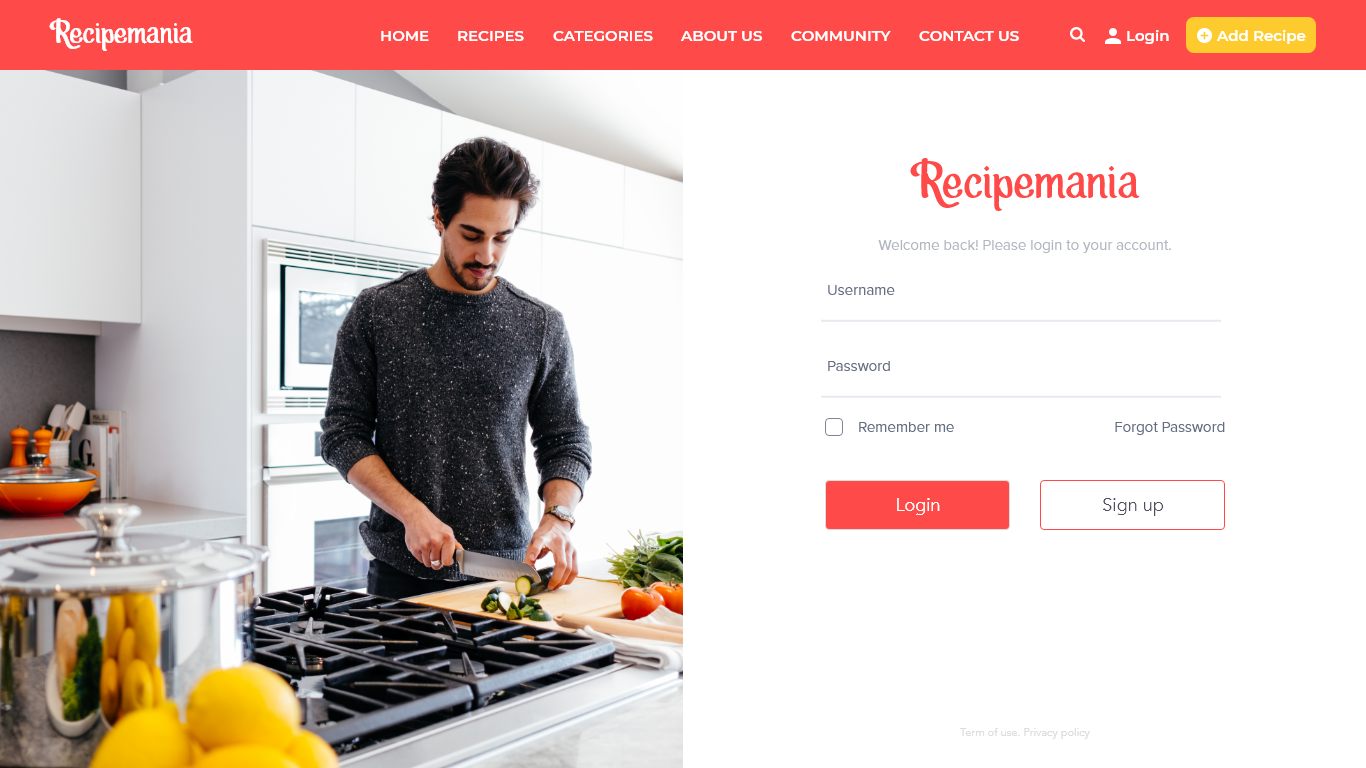 Recipemania
HOME RECIPES CATEGORIES ABOUT US COMMUNITY CONTACT US Login Add Recipe
Recipemania
Welcome back! Please login to your account.
Username
Password
Remember me Forgot Password
Login Sign up
Term of use. Privacy policy